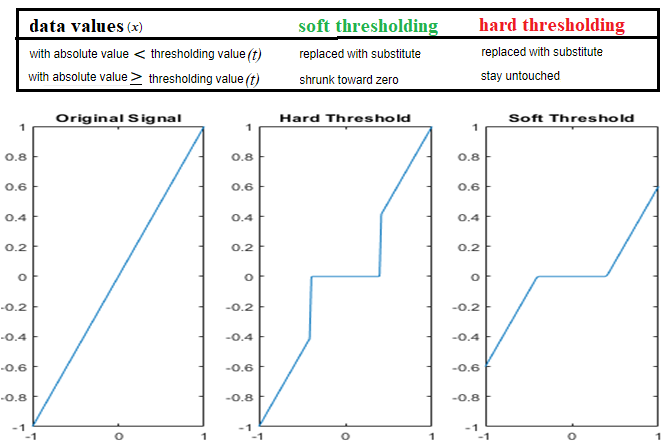 data values (x) soft thresholding hard thresholding
with absolute value < thresholding value (t) replaced with substitute replaced with substitute
with absolute value ≥ thresholding value (t) shrunk toward zero stay untouched
Original Signal Hard Threshold Soft Threshold
1 1 1
0.8 0.8 0.8
0.6 0.6 0.6
0.4 0.4 0.4
0.2 0.2 0.2
0 0 0
-0.2 -0.2 -0.2
-0.4 -0.4 -0.4
-0.6 -0.6 -0.6
-0.8 -0.8 -0.8
-1 -1 -1
-1 0 1 -1 0 1 -1 0 1